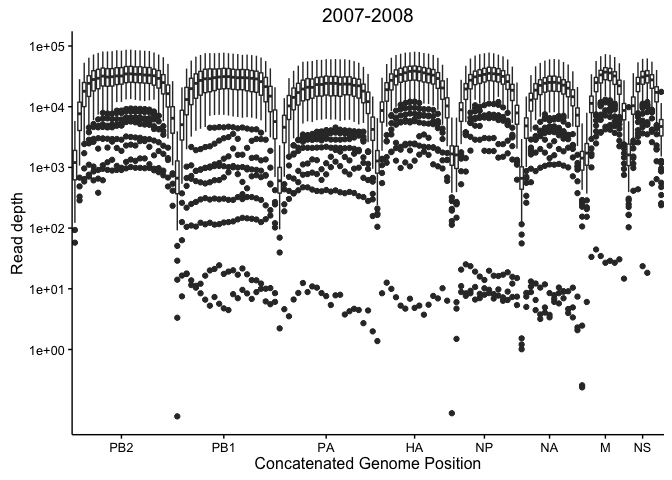 2007-2008
1e+05
1e+04
1e+03
1e+02
1e+01
1e+00
Read depth
PB2 PB1 PA HA NP NA M NS
Concatenated Genome Position